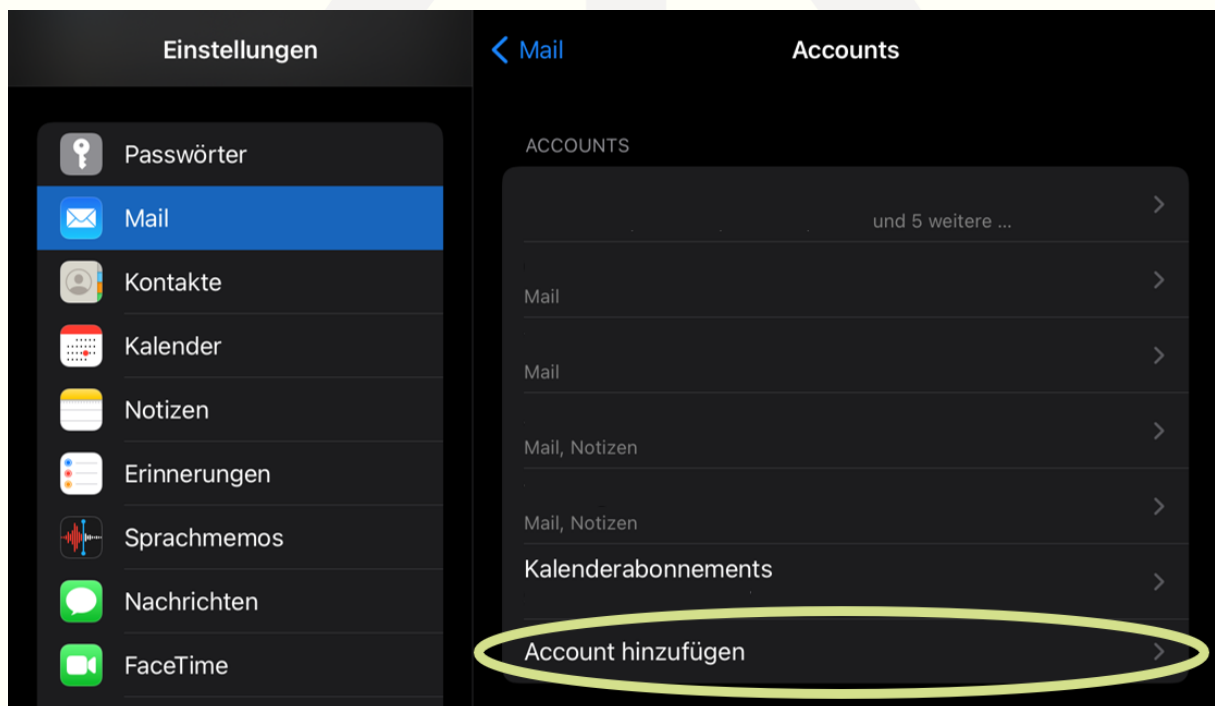 Einstellungen
Passwörter
Mail
Kontakte
Kalender
Notizen
Erinnerungen
Sprachmemos
Nachrichten
FaceTime
Mail
Accounts
ACCOUNTS
und 5 weitere ...
Mail
Mail
Mail, Notizen
Mail, Notizen
Kalenderabonnements
Account hinzufügen